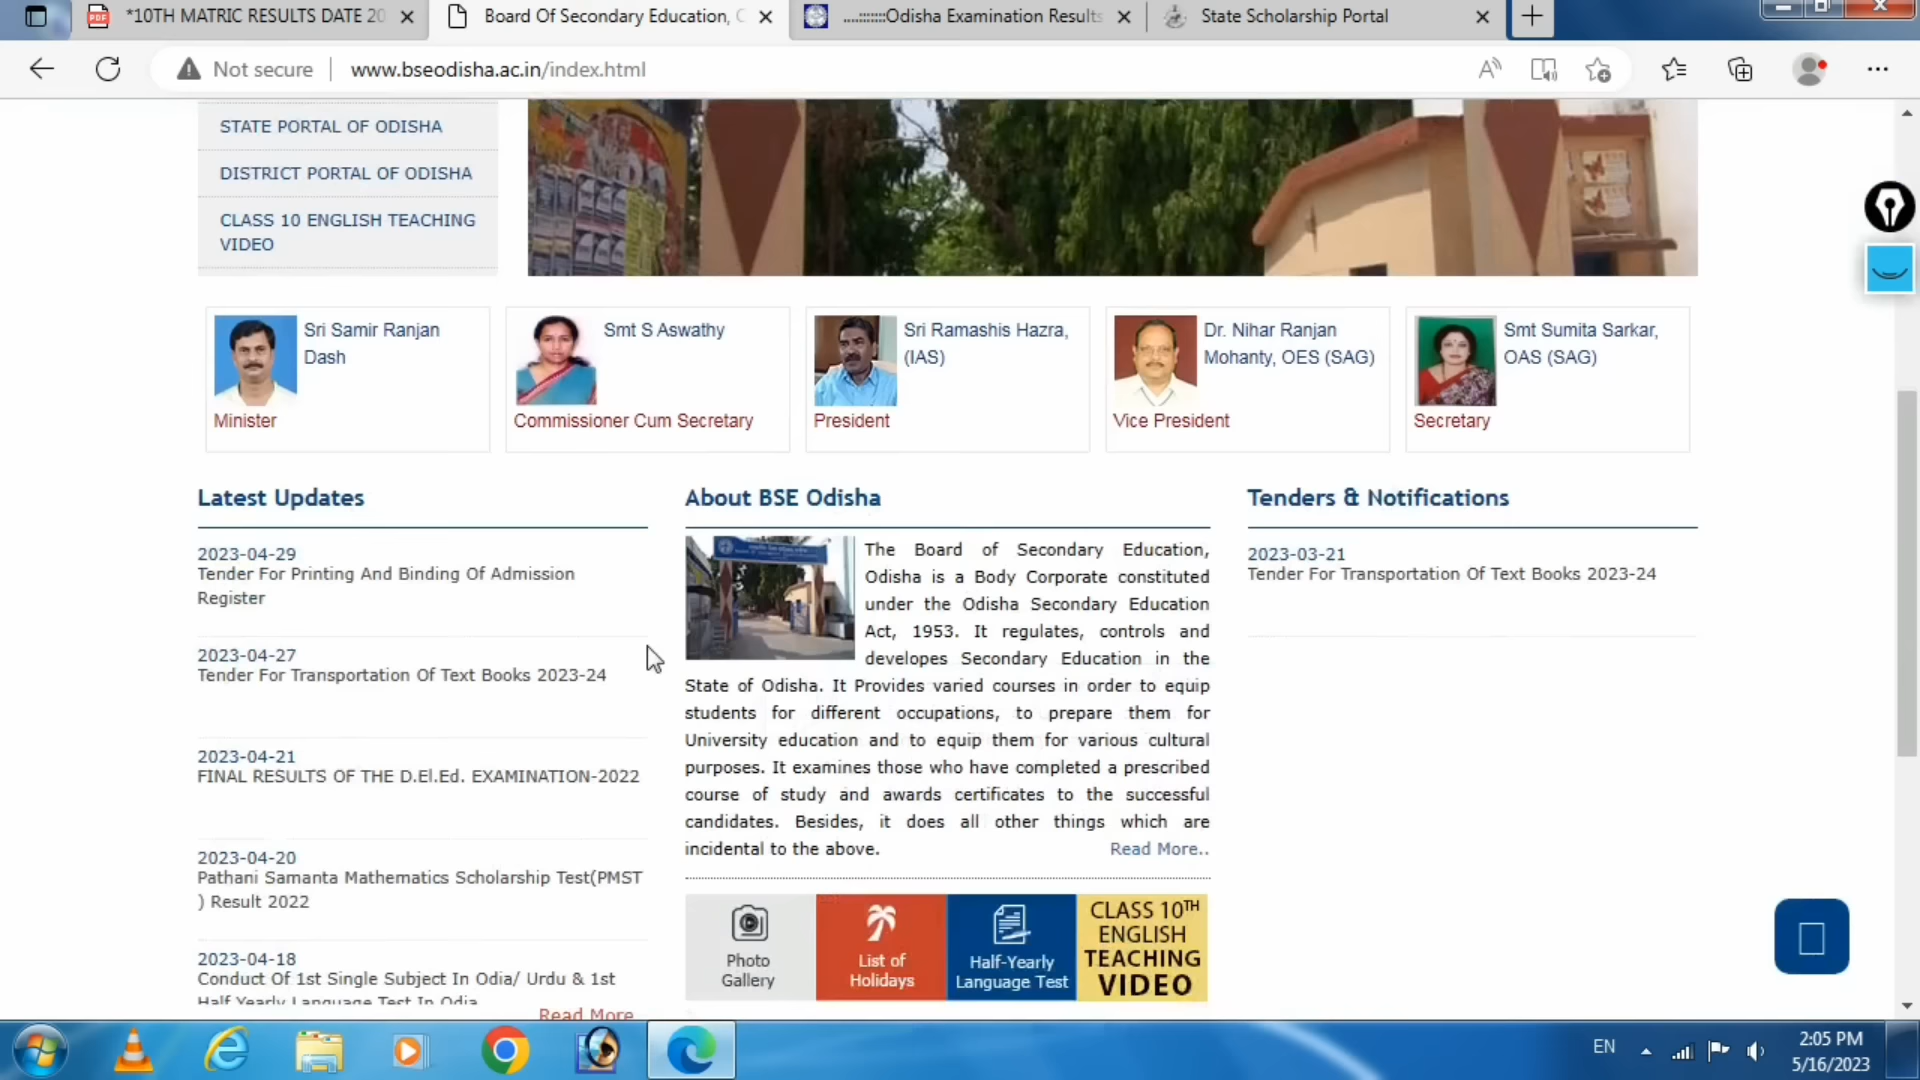 *10TH MATRIC RESULTS DATE 20
Board Of Secondary Education,
..::::::::Odisha Examination Results
State Scholarship Portal
Not secure
www.bseodisha.ac.in/index.html
STATE PORTAL OF ODISHA
DISTRICT PORTAL OF ODISHA
CLASS 10 ENGLISH TEACHING
VIDEO
Sri Samir Ranjan
Dash
Minister
Smt S Aswathy
Commissioner Cum Secretary
Sri Ramashis Hazra,
(IAS)
President
Dr. Nihar Ranjan
Mohanty, OES (SAG)
Vice President
Smt Sumita Sarkar,
OAS (SAG)
Secretary
Latest Updates
2023-04-29
Tender For Printing And Binding Of Admission
Register
2023-04-27
Tender For Transportation Of Text Books 2023-24
2023-04-21
FINAL RESULTS OF THE D.El.Ed. EXAMINATION-2022
2023-04-20
Pathani Samanta Mathematics Scholarship Test(PMST
) Result 2022
2023-04-18
Conduct Of 1st Single Subject In Odia/ Urdu & 1st
Half Yearly Language Test In Odia
Read More
About BSE Odisha
The Board of Secondary Education,
Odisha is a Body Corporate constituted
under the Odisha Secondary Education
Act, 1953. It regulates, controls and
developes Secondary Education in the
State of Odisha. It Provides varied courses in order to equip
students for different occupations, to prepare them for
University education and to equip them for various cultural
purposes. It examines those who have completed a prescribed
course of study and awards certificates to the successful
candidates. Besides, it does all other things which are
incidental to the above.
Read More..
Photo
Gallery
List of
Holidays
Half-Yearly
Language Test
CLASS 10TH
ENGLISH
TEACHING
VIDEO
Tenders & Notifications
2023-03-21
Tender For Transportation Of Text Books 2023-24
EN
2:05 PM
5/16/2023